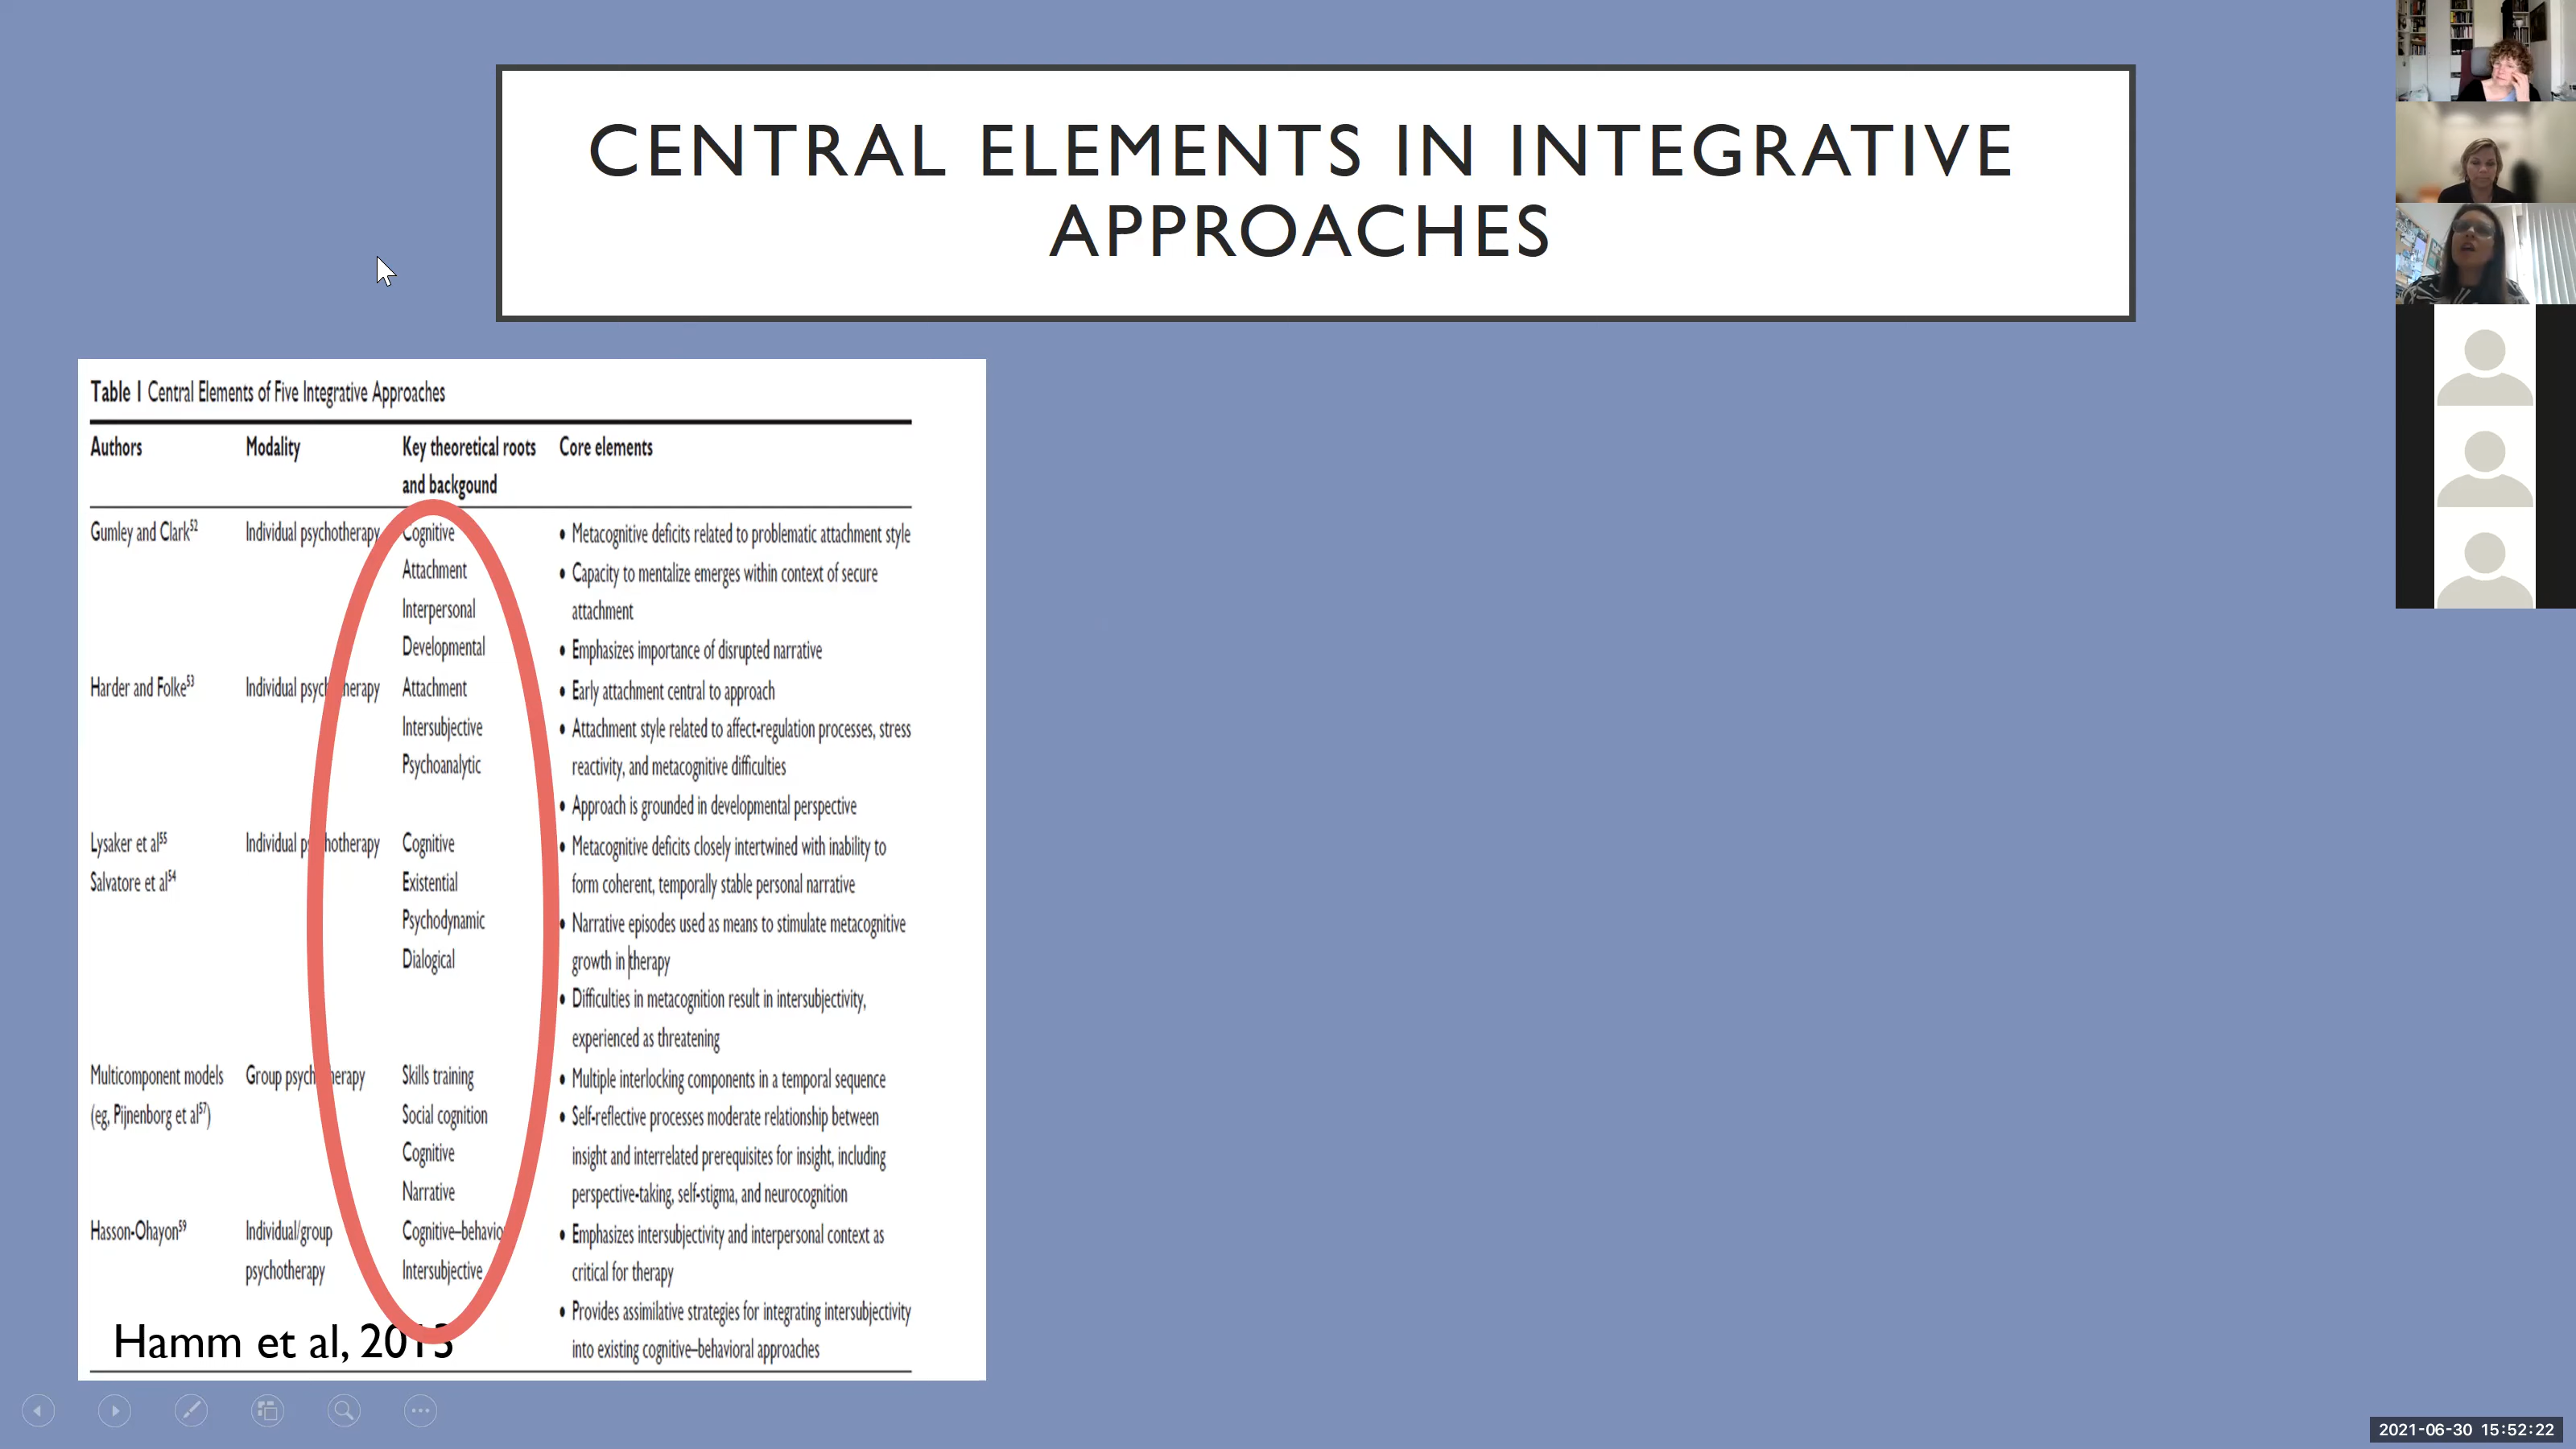 CENTRAL ELEMENTS IN INTEGRATIVE
APPROACHES
Table 1 Central Elements of Five Integrative Approaches
Authors Modality Key theoretical roots Core elements
and backgound
Gumley and Clark52 Individual psychotherapy Cognitive • Metacognitive deficits related to problematic attachment style
Attachment • Capacity to mentalize emerges within context of secure
Interpersonal attachment
Developmental • Emphasizes importance of disrupted narrative
Harder and Folke53 Individual psychotherapy Attachment • Early attachment central to approach
Intersubjective • Attachment style related to affect-regulation processes, stress
Psychoanalytic reactivity, and metacognitive difficulties
• Approach is grounded in developmental perspective
Lysaker et al55 Individual psychotherapy Cognitive • Metacognitive deficits closely intertwined with inability to
Salvatore et al54 Existential form coherent, temporally stable personal narrative
Psychodynamic • Narrative episodes used as means to stimulate metacognitive
Dialogical growth in therapy
• Difficulties in metacognition result in intersubjectivity,
experienced as threatening
Multicomponent models Group psychotherapy Skills training • Multiple interlocking components in a temporal sequence
(eg, Pijnenborg et al57) Social cognition • Self-reflective processes moderate relationship between
Cognitive insight and interrelated prerequisites for insight, including
Narrative perspective-taking, self-stigma, and neurocognition
Hasson-Ohayon59 Individual/group Cognitive–behavio • Emphasizes intersubjectivity and interpersonal context as
psychotherapy Intersubjective critical for therapy
• Provides assimilative strategies for integrating intersubjectivity
into existing cognitive–behavioral approaches
Hamm et al, 2013
2021-06-30 15:52:22